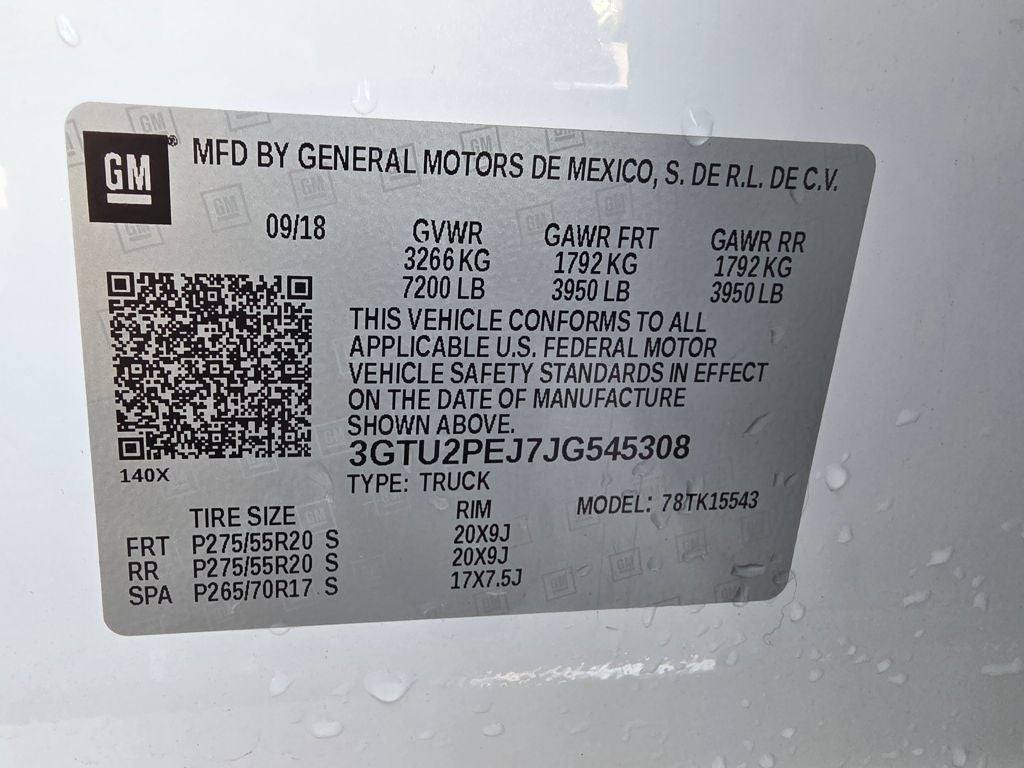 GM® MFD BY GENERAL MOTORS DE MEXICO, S. DE R.L. DE C.V.
09/18 GVWR GAWR FRT GAWR RR
3266 KG 1792 KG 1792 KG
7200 LB 3950 LB 3950 LB
THIS VEHICLE CONFORMS TO ALL
APPLICABLE U.S. FEDERAL MOTOR
VEHICLE SAFETY STANDARDS IN EFFECT
ON THE DATE OF MANUFACTURE
SHOWN ABOVE.
140X 3GTU2PEJ7JG545308
TYPE: TRUCK
TIRE SIZE RIM MODEL: 78TK15543
FRT P275/55R20 S 20X9J
RR P275/55R20 S 20X9J
SPA P265/70R17 S 17X7.5J